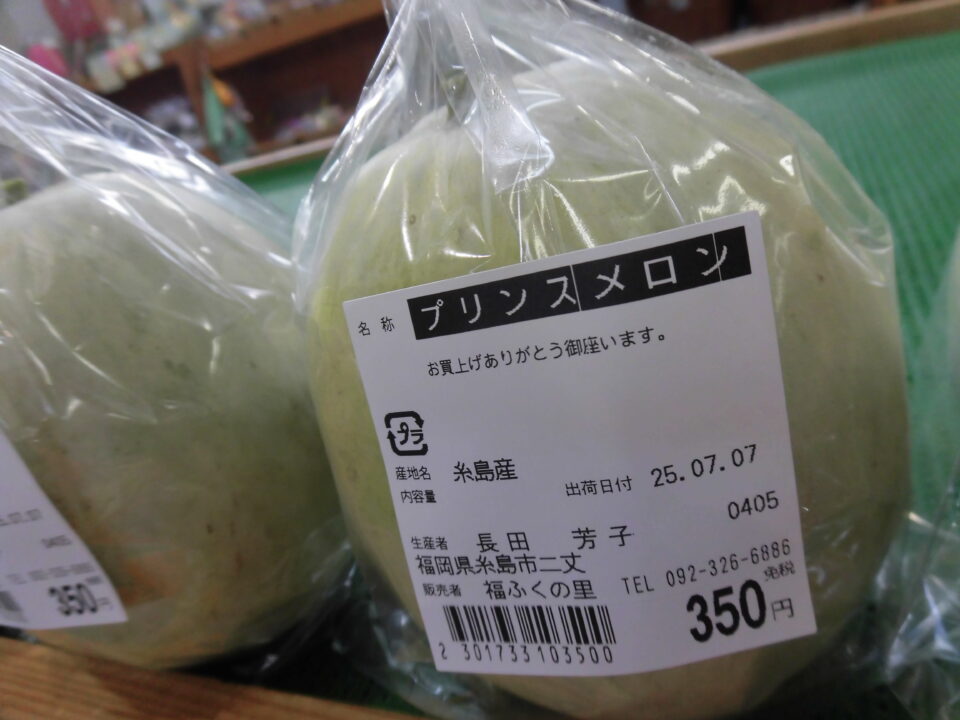 名称 プリンスメロン
お買上げありがとう御座います。
プラ
産地名 糸島産
内容量
出荷日付 25.07.07
0405
生産者 長田 芳子
福岡県糸島市二丈
販売者 福ふくの里 TEL 092-326-6886
免税
350円
2 301733 103500
0405
350